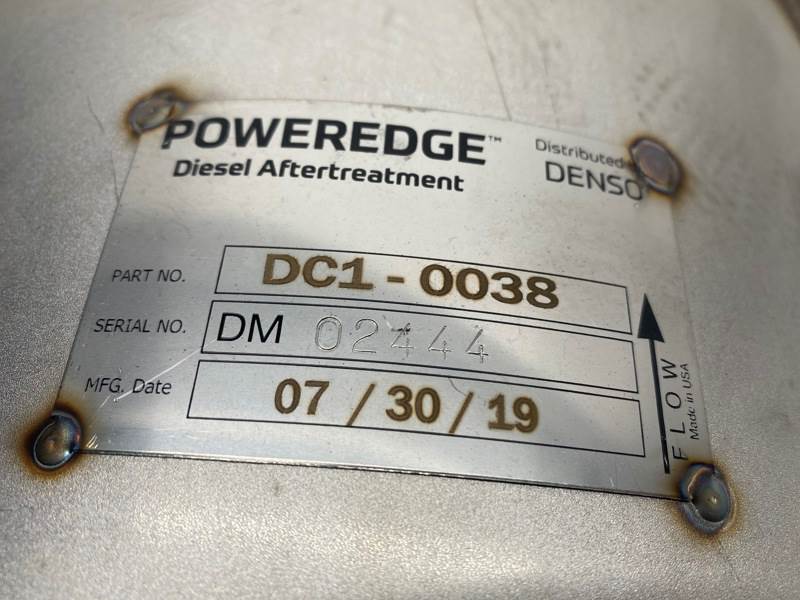 POWEREDGE™
Diesel Aftertreatment
Distributed
DENSO
PART NO. DC1-0038
SERIAL NO. DM 02444
MFG. Date 07 / 30 / 19
FLOW
Made in USA